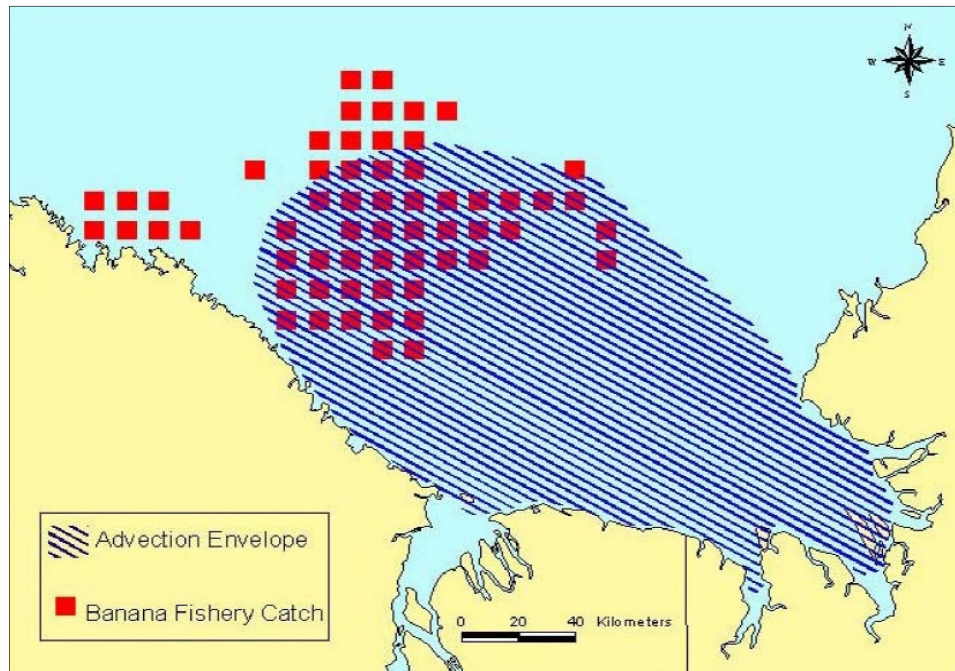 N
W E
S
Advection Envelope
Banana Fishery Catch
0 20 40 Kilometers